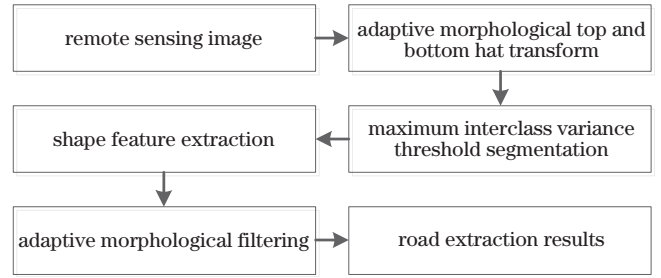 remote sensing image
adaptive morphological top and
bottom hat transform
maximum interclass variance
threshold segmentation
shape feature extraction
adaptive morphological filtering
road extraction results